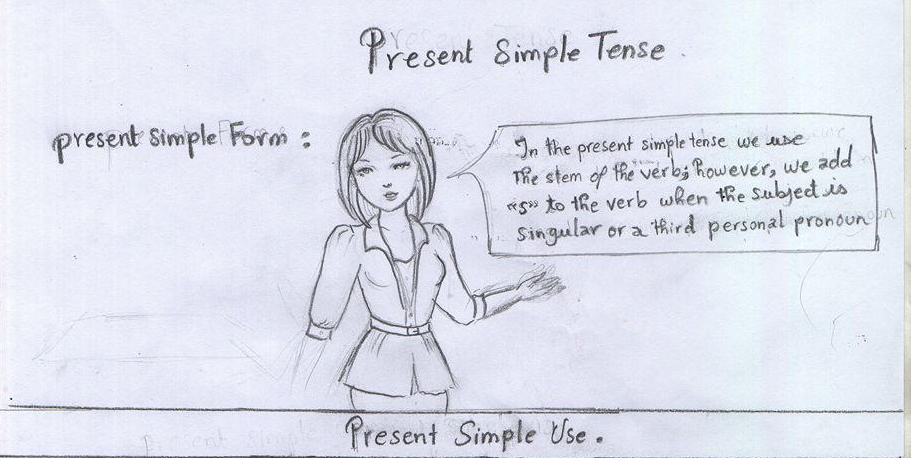 Present Simple Tense.
present simple Form :
In the present simple tense we use
The stem of the verb; however, we add
"s" to the verb when the subject is
singular or a third personal pronoun
Present Simple Use.